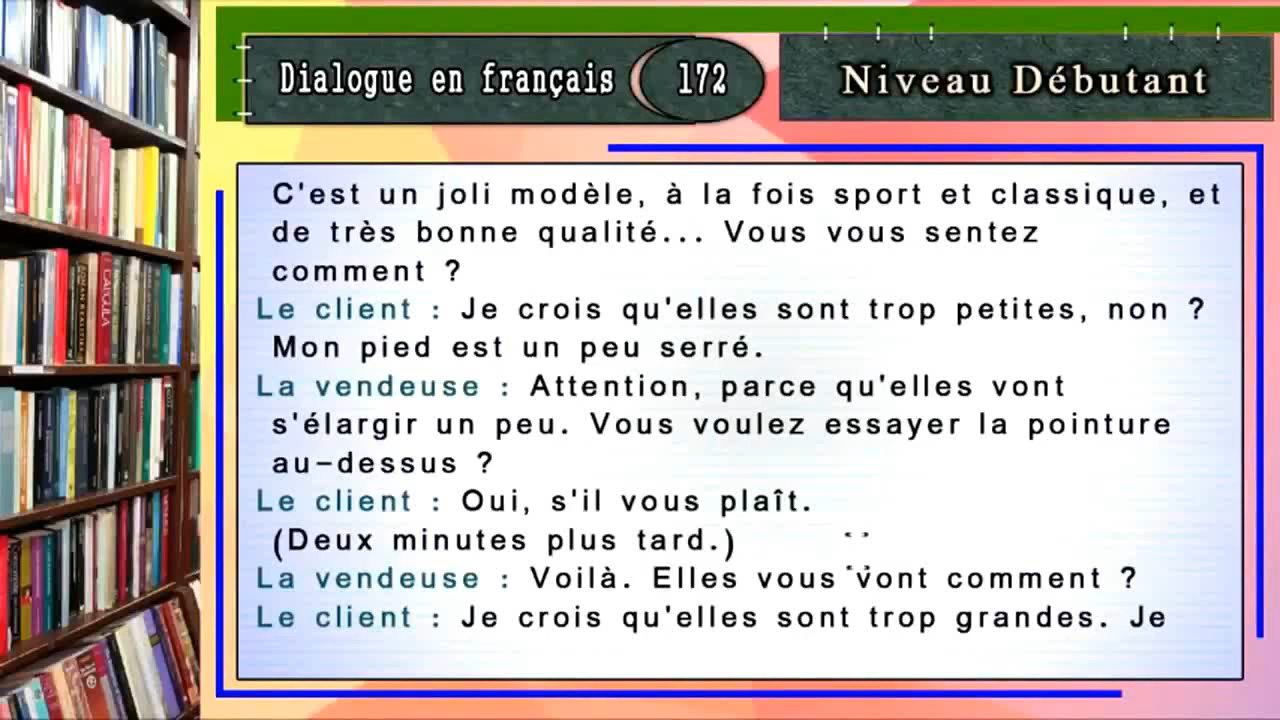 Dialogue en français 172
Niveau Débutant
C'est un joli modèle, à la fois sport et classique, et
de très bonne qualité... Vous vous sentez
comment ?
Le client : Je crois qu'elles sont trop petites, non ?
Mon pied est un peu serré.
La vendeuse : Attention, parce qu'elles vont
s'élargir un peu. Vous voulez essayer la pointure
au-dessus ?
Le client : Oui, s'il vous plaît.
(Deux minutes plus tard.)
La vendeuse : Voilà. Elles vous vont comment ?
Le client : Je crois qu'elles sont trop grandes. Je